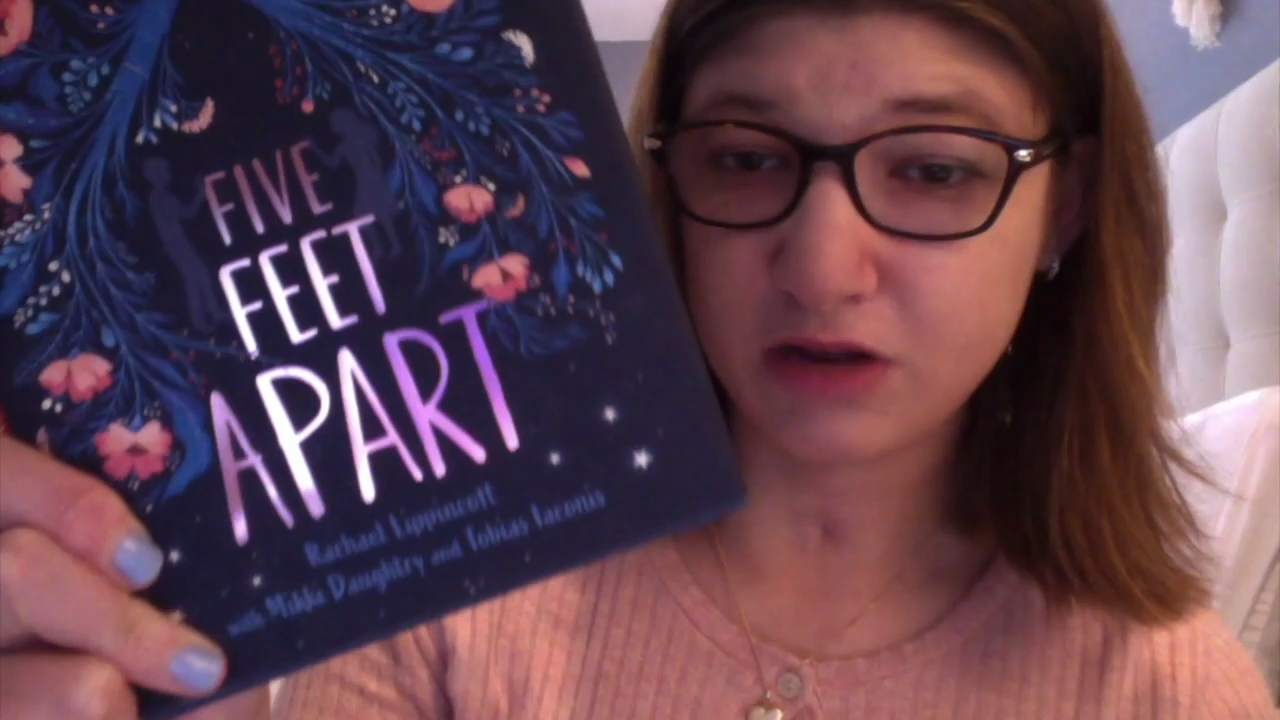 FIVE
FEET
APART
Rachael Lippincott
with Mikki Daughtry and Tobias Iaconis